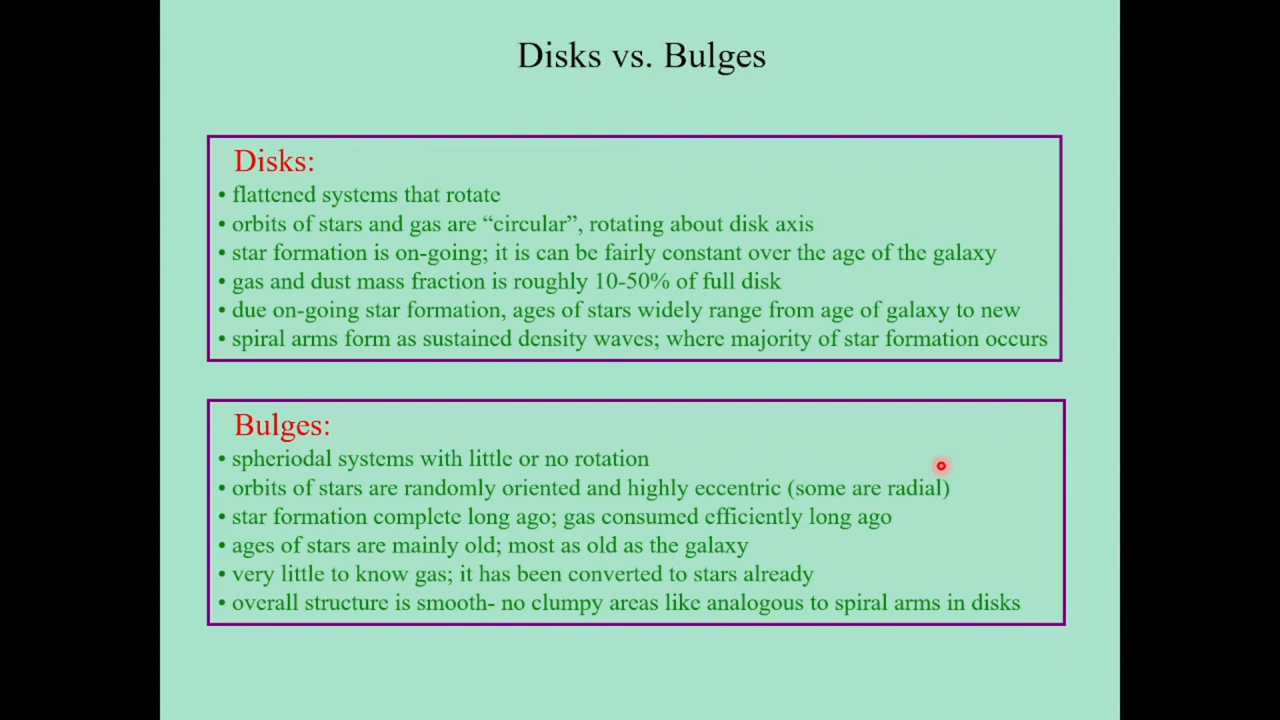 Disks vs. Bulges
Disks:
• flattened systems that rotate
• orbits of stars and gas are “circular”, rotating about disk axis
• star formation is on-going; it is can be fairly constant over the age of the galaxy
• gas and dust mass fraction is roughly 10-50% of full disk
• due on-going star formation, ages of stars widely range from age of galaxy to new
• spiral arms form as sustained density waves; where majority of star formation occurs
Bulges:
• spheriodal systems with little or no rotation
• orbits of stars are randomly oriented and highly eccentric (some are radial)
• star formation complete long ago; gas consumed efficiently long ago
• ages of stars are mainly old; most as old as the galaxy
• very little to know gas; it has been converted to stars already
• overall structure is smooth- no clumpy areas like analogous to spiral arms in disks